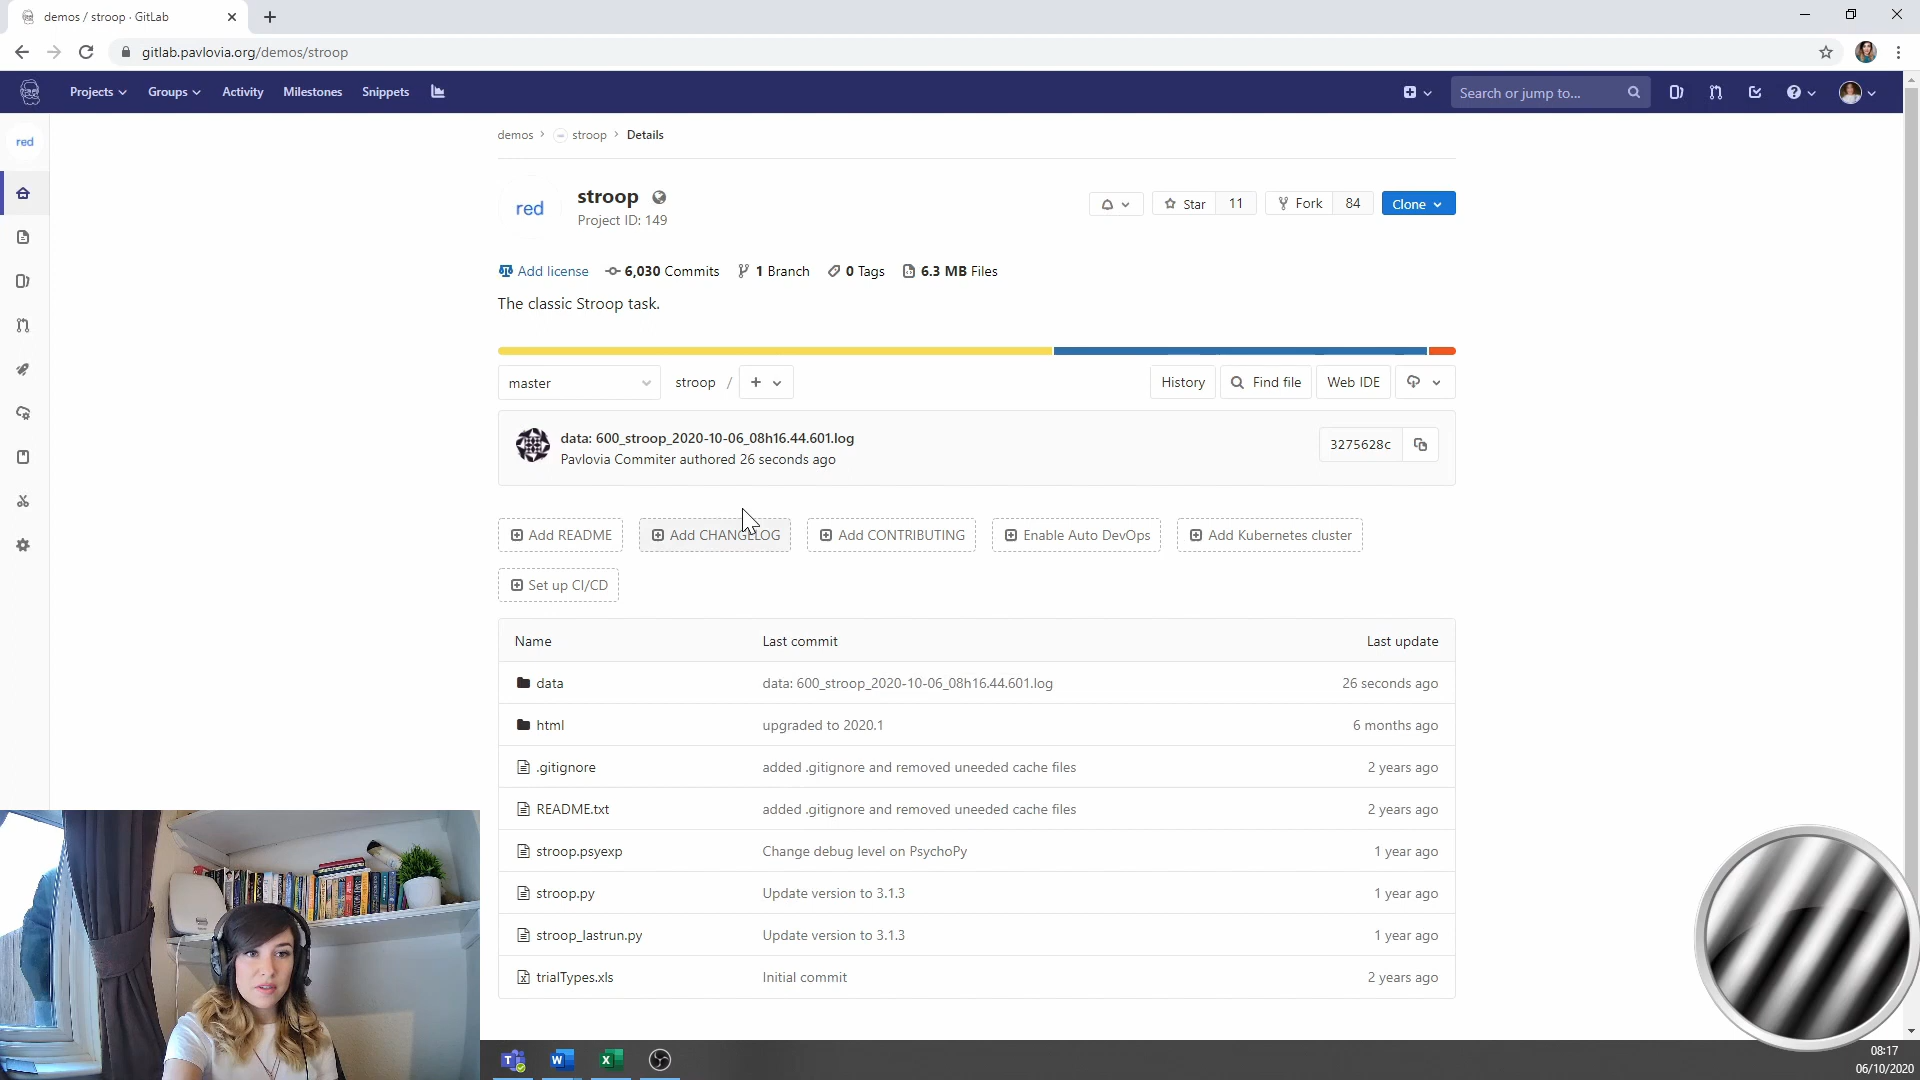 demos / stroop · GitLab
gitlab.pavlovia.org/demos/stroop
Projects Groups Activity Milestones Snippets
Search or jump to...
red
demos > stroop > Details
red
stroop
Project ID: 149
Star 11 Fork 84 Clone
Add license 6,030 Commits 1 Branch 0 Tags 6.3 MB Files
The classic Stroop task.
master stroop / + History Find file Web IDE
data: 600_stroop_2020-10-06_08h16.44.601.log
Pavlovia Commiter authored 26 seconds ago
3275628c
Add README Add CHANGELOG Add CONTRIBUTING Enable Auto DevOps Add Kubernetes cluster
Set up CI/CD
Name Last commit Last update
data data: 600_stroop_2020-10-06_08h16.44.601.log 26 seconds ago
html upgraded to 2020.1 6 months ago
.gitignore added .gitignore and removed uneeded cache files 2 years ago
README.txt added .gitignore and removed uneeded cache files 2 years ago
stroop.psyexp Change debug level on PsychoPy 1 year ago
stroop.py Update version to 3.1.3 1 year ago
stroop_lastrun.py Update version to 3.1.3 1 year ago
trialTypes.xls Initial commit 2 years ago
T W X
08:17
06/10/2020